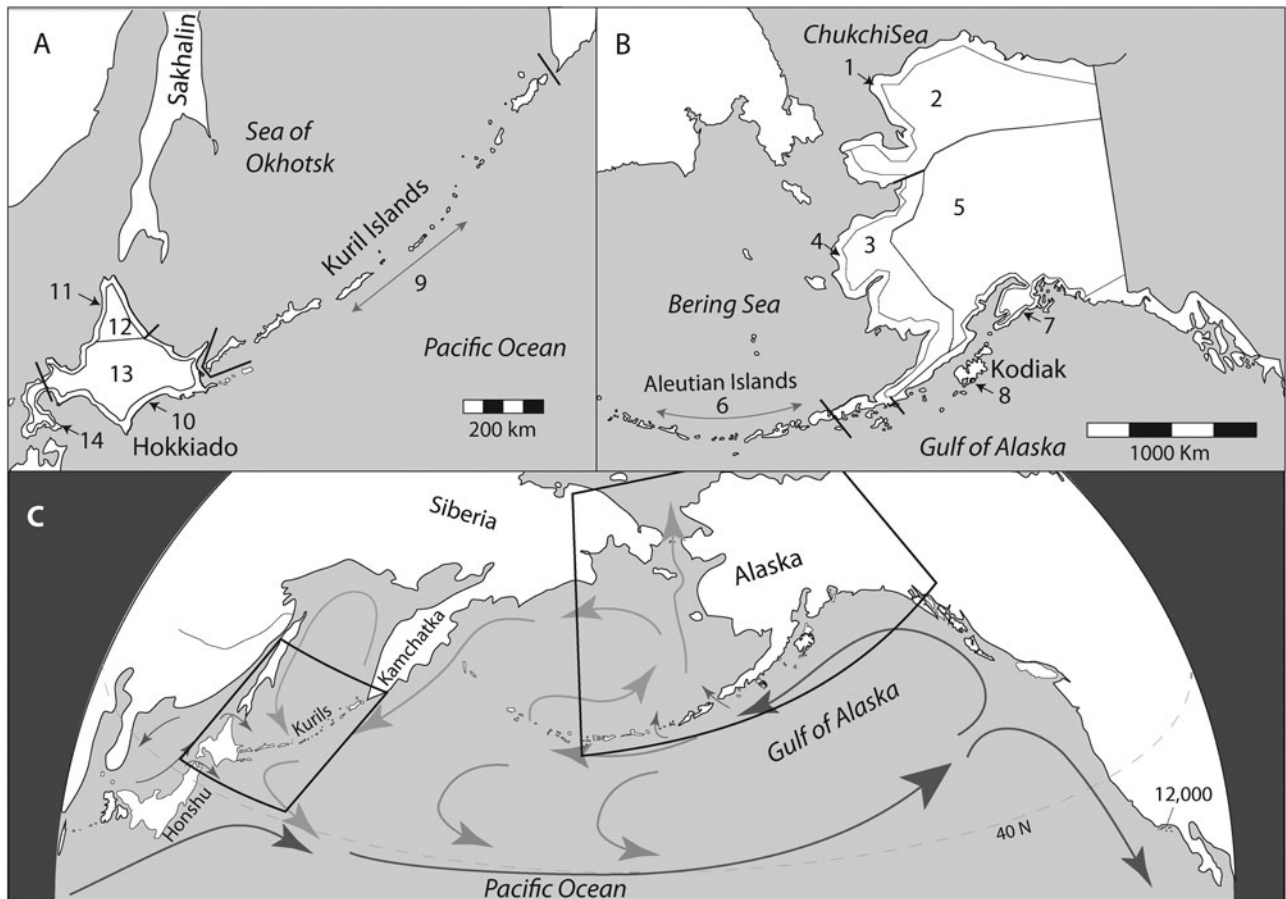 A
Sakhalin
Sea of
Okhotsk
Kuril Islands
9
11
12
13
10
14
Hokkiado
Pacific Ocean
200 km
B
ChukchiSea
1
2
5
3
4
Bering Sea
7
Kodiak
8
Aleutian Islands
6
Gulf of Alaska
1000 Km
C
Siberia
Alaska
Kamchatka
Kurils
Honshu
Gulf of Alaska
12,000
40 N
Pacific Ocean